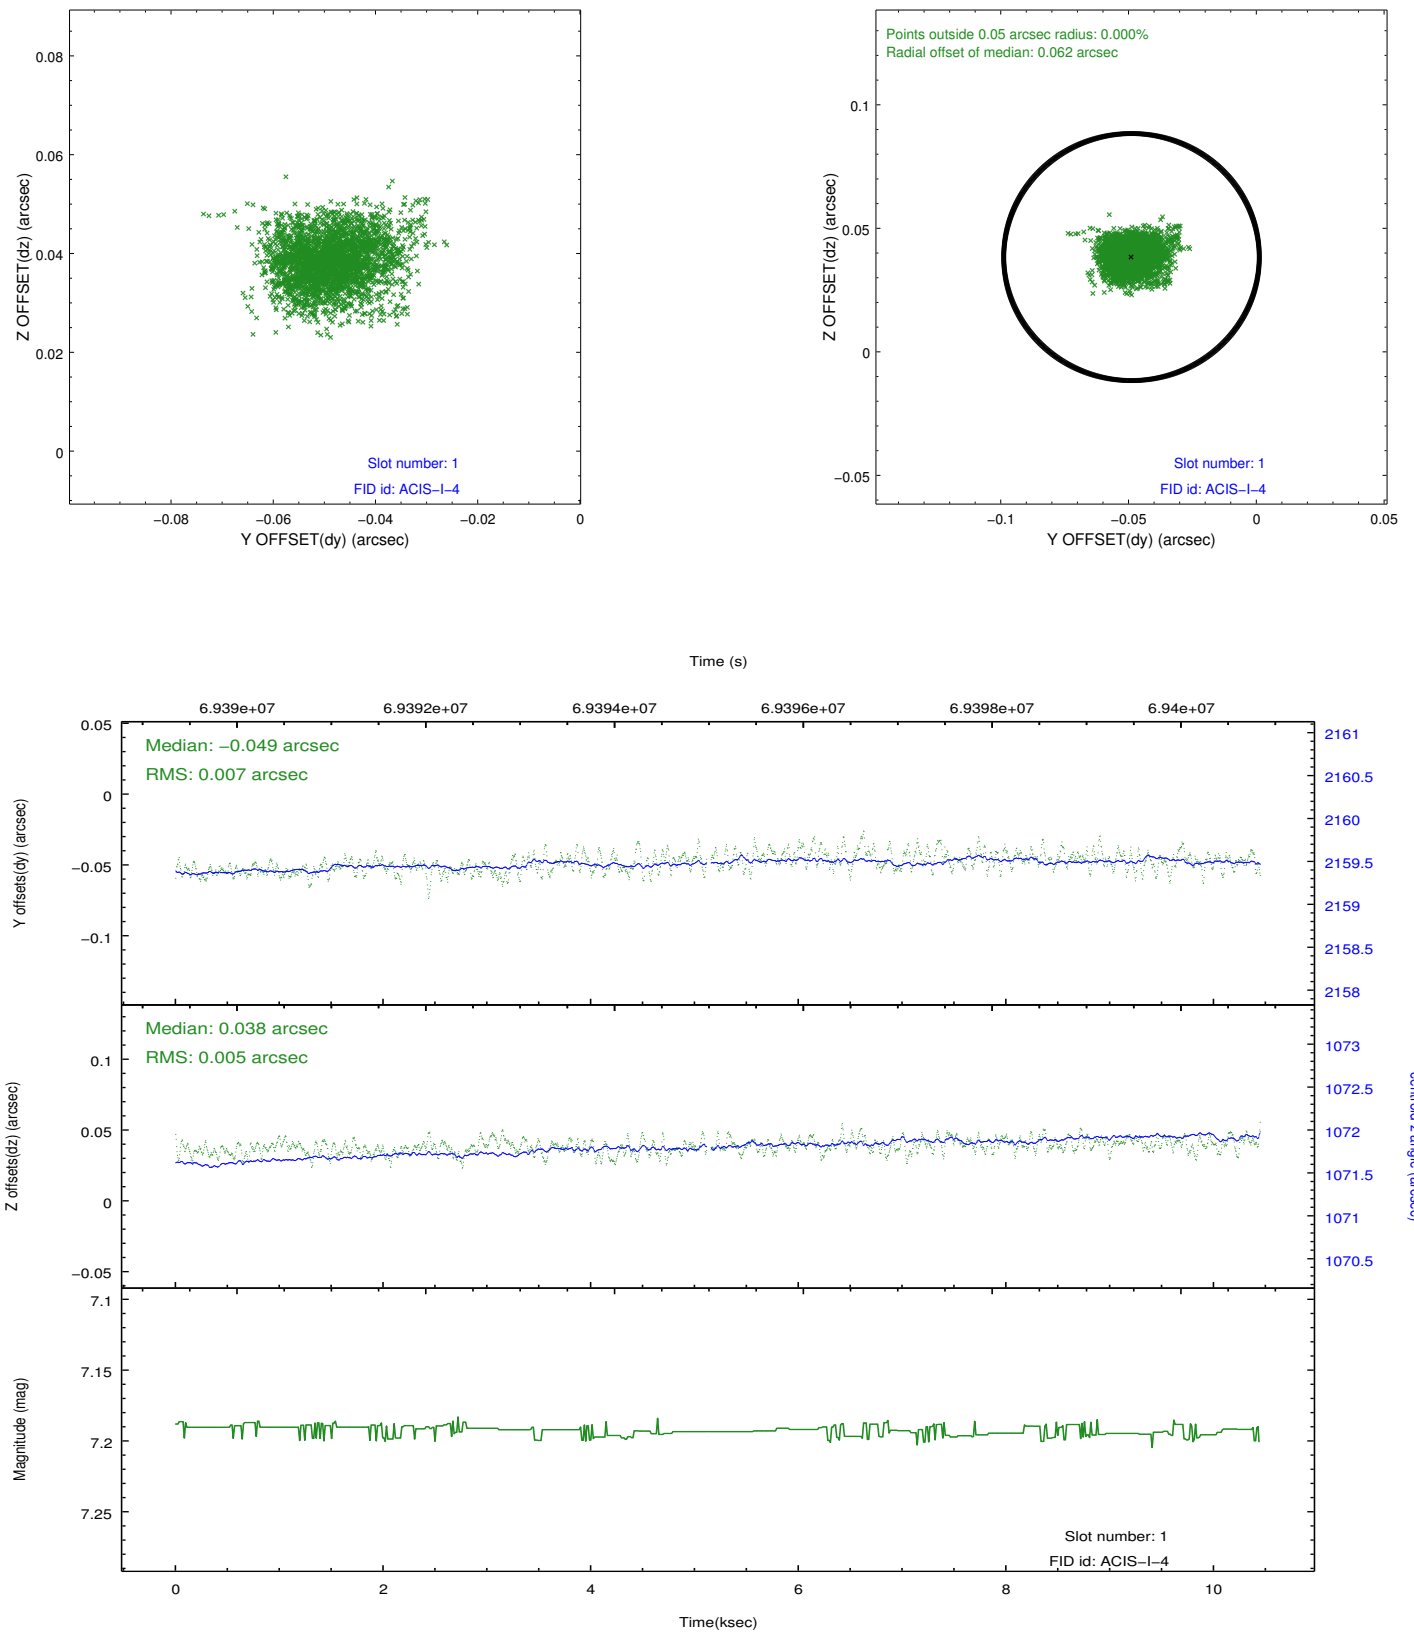 0.08
0.06
0.04
0.02
0
Z OFFSET(dz) (arcsec)
Slot number: 1
FID id: ACIS−I−4
−0.08 −0.06 −0.04 −0.02 0
Y OFFSET(dy) (arcsec)
Points outside 0.05 arcsec radius: 0.000%
Radial offset of median: 0.062 arcsec
0.1
0.05
0
−0.05
Z OFFSET(dz) (arcsec)
Slot number: 1
FID id: ACIS−I−4
−0.1 −0.05 0 0.05
Y OFFSET(dy) (arcsec)
Time (s)
6.939e+07 6.9392e+07 6.9394e+07 6.9396e+07 6.9398e+07 6.94e+07
Median: −0.049 arcsec
RMS: 0.007 arcsec
0.05
0
−0.05
−0.1
Y offsets(dy) (arcsec)
2161
2160.5
2160
2159.5
2159
2158.5
2158
Median: 0.038 arcsec
RMS: 0.005 arcsec
0.1
0.05
0
−0.05
Z offsets(dz) (arcsec)
1073
1072.5
1072
1071.5
1071
1070.5
centroid z angle (arcsec)
7.1
7.15
7.2
7.25
Magnitude (mag)
Slot number: 1
FID id: ACIS−I−4
0 2 4 6 8 10
Time(ksec)